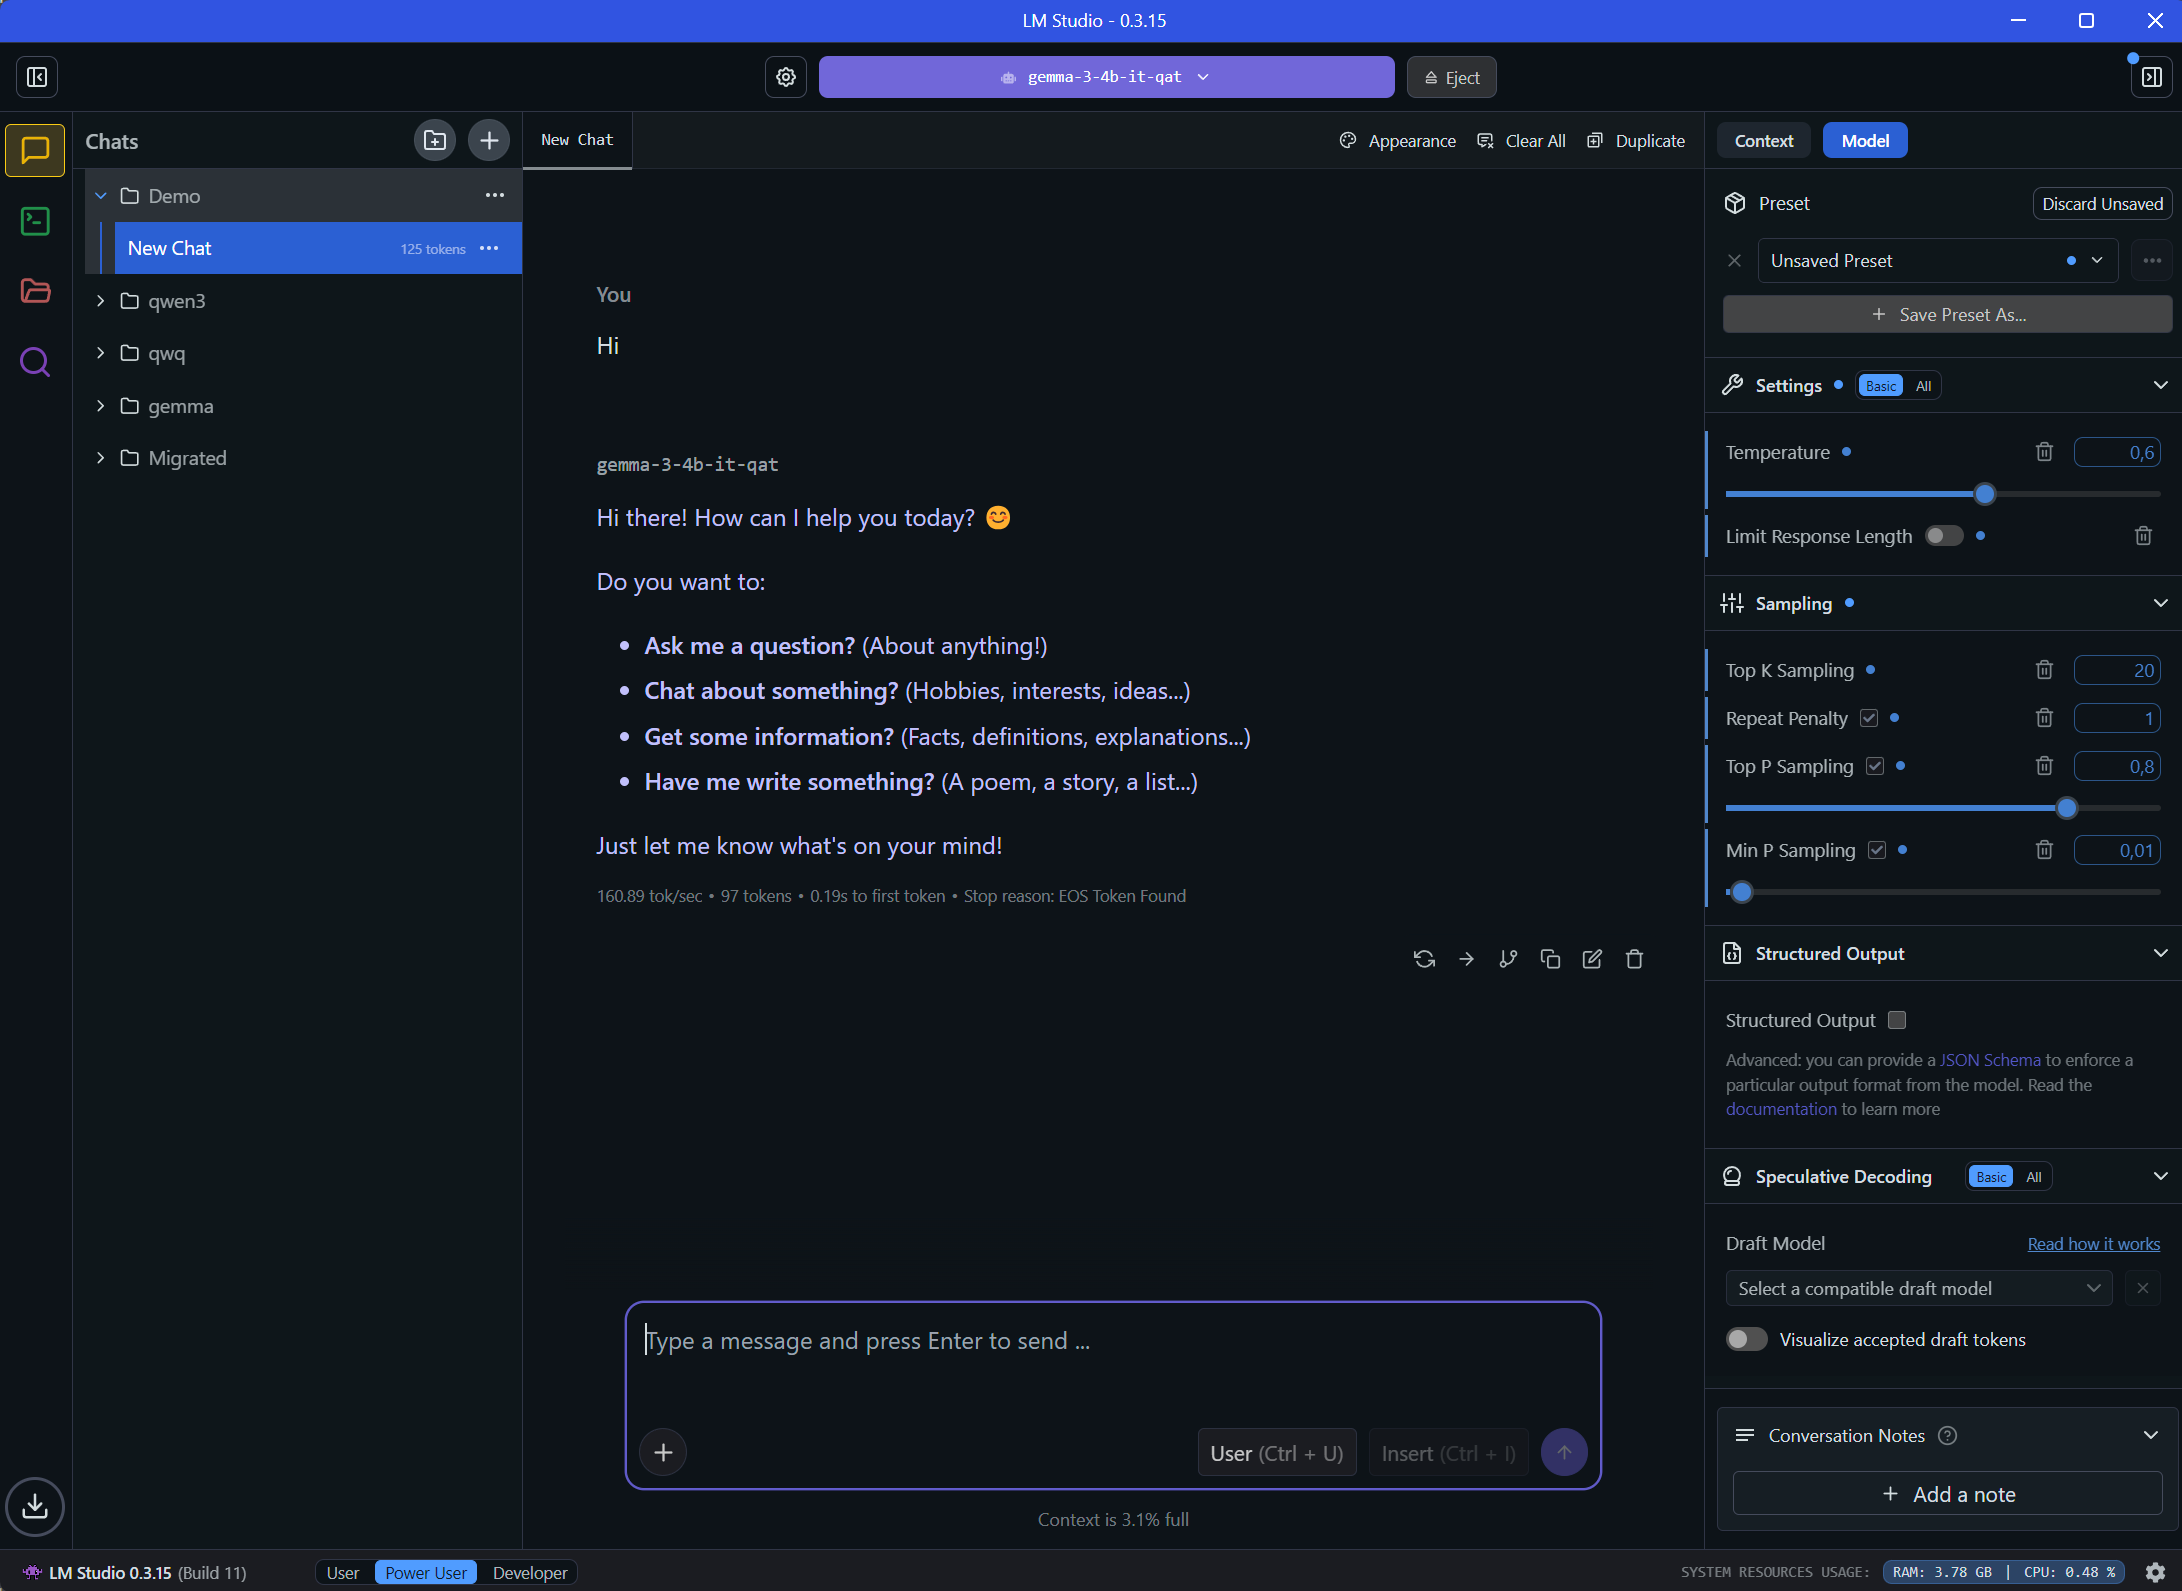 LM Studio - 0.3.15
gemma-3-4b-it-qat
Eject
Chats
Demo
New Chat 125 tokens
qwen3
qwq
gemma
Migrated
New Chat
Appearance Clear All Duplicate
You
Hi
gemma-3-4b-it-qat
Hi there! How can I help you today? 😊
Do you want to:
• Ask me a question? (About anything!)
• Chat about something? (Hobbies, interests, ideas...)
• Get some information? (Facts, definitions, explanations...)
• Have me write something? (A poem, a story, a list...)
Just let me know what's on your mind!
160.89 tok/sec • 97 tokens • 0.19s to first token • Stop reason: EOS Token Found
Type a message and press Enter to send ...
User (Ctrl + U) Insert (Ctrl + I)
Context is 3.1% full
Context Model
Preset Discard Unsaved
Unsaved Preset
+ Save Preset As...
Settings Basic All
Temperature 0,6
Limit Response Length
Sampling
Top K Sampling 20
Repeat Penalty 1
Top P Sampling 0,8
Min P Sampling 0,01
Structured Output
Structured Output
Advanced: you can provide a JSON Schema to enforce a
particular output format from the model. Read the
documentation to learn more
Speculative Decoding Basic All
Draft Model Read how it works
Select a compatible draft model
Visualize accepted draft tokens
Conversation Notes
+ Add a note
LM Studio 0.3.15 (Build 11) User Power User Developer
SYSTEM RESOURCES USAGE: RAM: 3.78 GB | CPU: 0.48 %